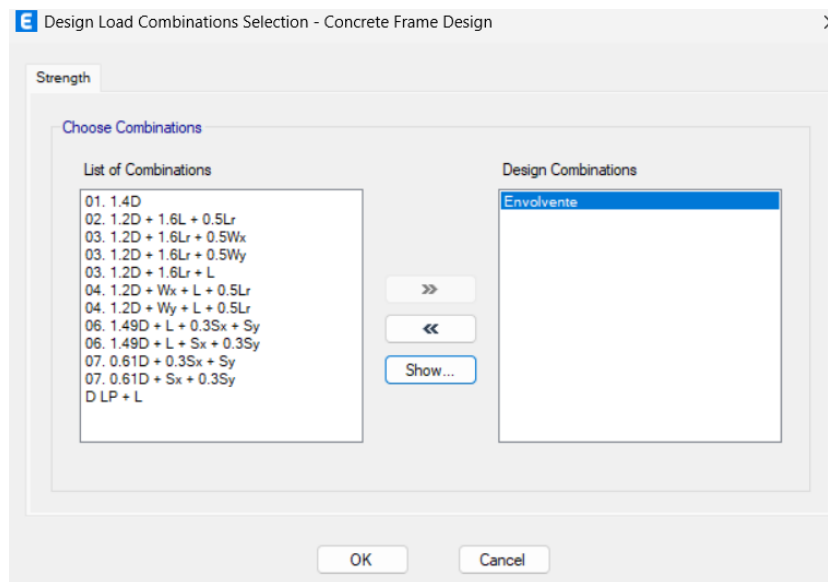 E Design Load Combinations Selection - Concrete Frame Design
Strength
Choose Combinations
List of Combinations
01. 1.4D
02. 1.2D + 1.6L + 0.5Lr
03. 1.2D + 1.6Lr + 0.5Wx
03. 1.2D + 1.6Lr + 0.5Wy
03. 1.2D + 1.6Lr + L
04. 1.2D + Wx + L + 0.5Lr
04. 1.2D + Wy + L + 0.5Lr
06. 1.49D + L + 0.3Sx + Sy
06. 1.49D + L + Sx + 0.3Sy
07. 0.61D + 0.3Sx + Sy
07. 0.61D + Sx + 0.3Sy
D LP + L
>>
<<
Show...
Design Combinations
Envolvente
OK
Cancel